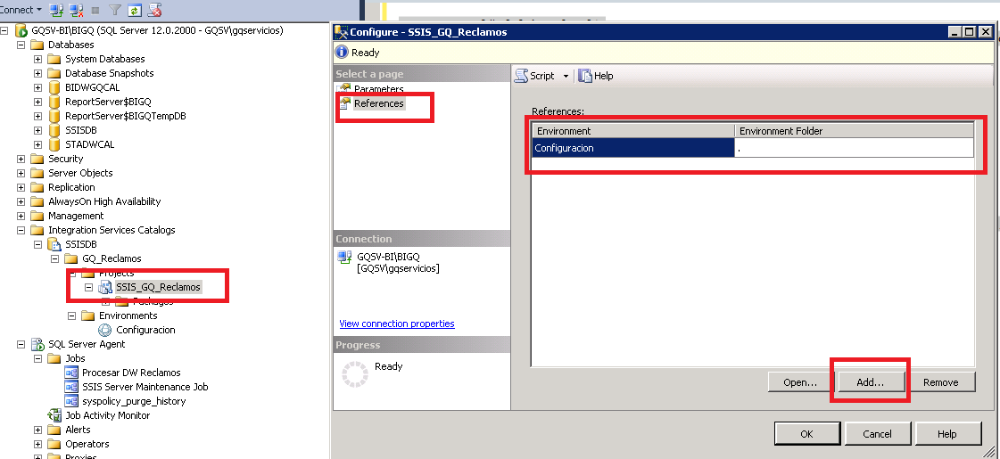 Connect
GQSV-BI\BIGQ (SQL Server 12.0.2000 - GQSV\gqservicios)
Databases
System Databases
Database Snapshots
BIDWGQCAL
ReportServer$BIGQ
ReportServer$BIGQTempDB
SSISDB
STADWCAL
Security
Server Objects
Replication
AlwaysOn High Availability
Management
Integration Services Catalogs
SSISDB
GQ_Reclamos
Projects
SSIS_GQ_Reclamos
Packages
Environments
Configuracion
SQL Server Agent
Jobs
Procesar DW Reclamos
SSIS Server Maintenance Job
syspolicy_purge_history
Job Activity Monitor
Alerts
Operators
Proxies
Configure - SSIS_GQ_Reclamos
Ready
Select a page
Parameters
References
Script Help
References:
Environment Environment Folder
Configuracion .
Connection
GQSV-BI\BIGQ
[GQSV\gqservicios]
View connection properties
Progress
Ready
Open... Add... Remove
OK Cancel Help